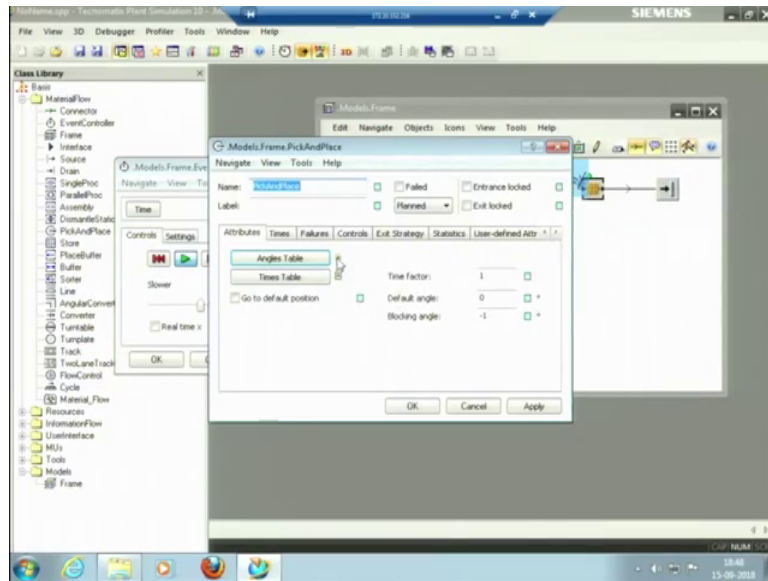 NoName.spp - Tecnomatix Plant Simulation 10 -
SIEMENS
File View 3D Debugger Profiler Tools Window Help
Class Library
Basis
MaterialFlow
Connector
EventController
Frame
Interface
Source
Drain
SingleProc
ParallelProc
Assembly
PickAndPlace
Store
PlaceBuffer
Buffer
Sorter
Line
Converter
Turntable
Turnplate
Track
FlowControl
Cycle
Material_Flow
Resources
InformationFlow
UserInterface
MUs
Tools
Models
Frame
.Models.Frame.Eve
Navigate View To
Time
Controls Settings
Slower
Real time x
OK
.Models.Frame
Edit Navigate Objects Icons View Tools Help
.Models.Frame.PickAndPlace
Navigate View Tools Help
Name: PickAndPlace Failed Entrance locked
Label: Planned Exit locked
Attributes Times Failures Controls Exit Strategy Statistics User-defined Attr
Angles Table
Times Table Time factor: 1
Go to default position Default angle: 0 °
Blocking angle: -1 °
OK Cancel Apply
CAP NUM SCR
18:48
15-09-2018